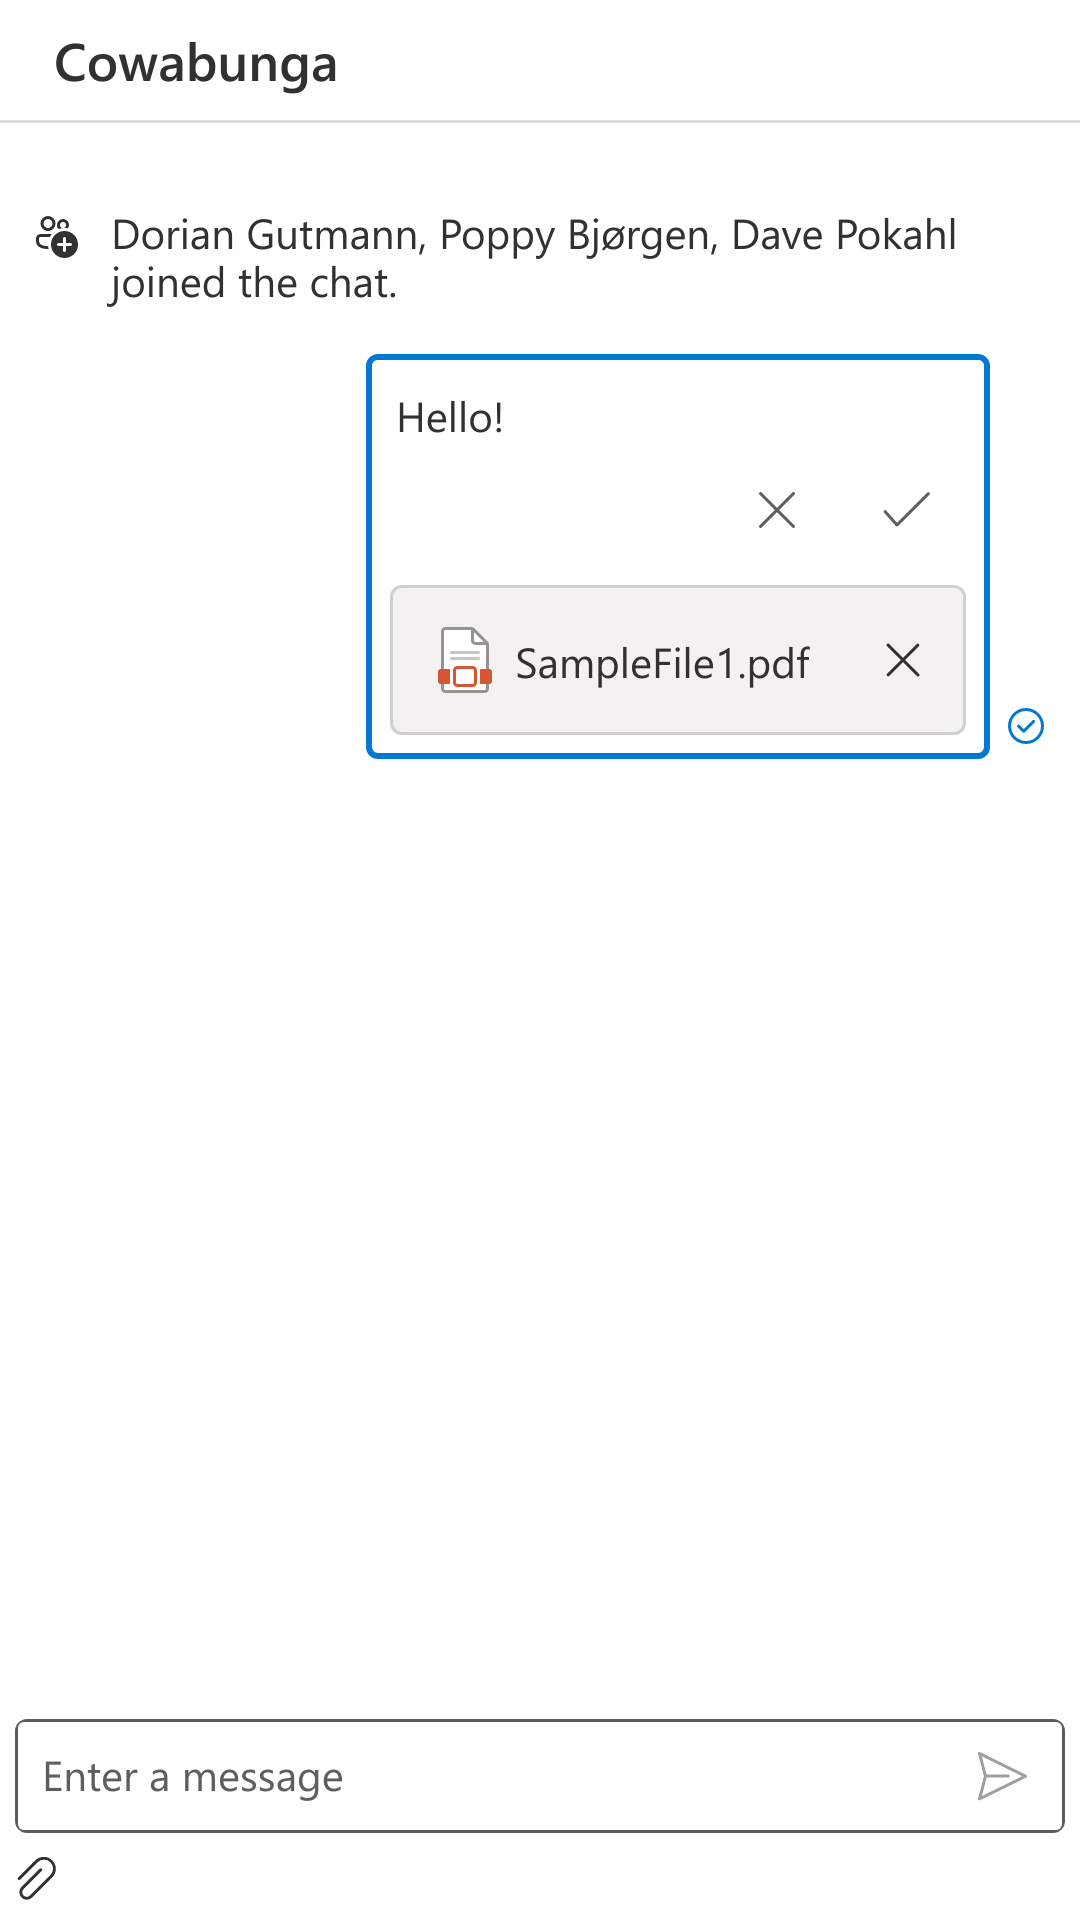 Cowabunga
Dorian Gutmann, Poppy Bjørgen, Dave Pokahl
joined the chat.
Hello!
SampleFile1.pdf
Enter a message